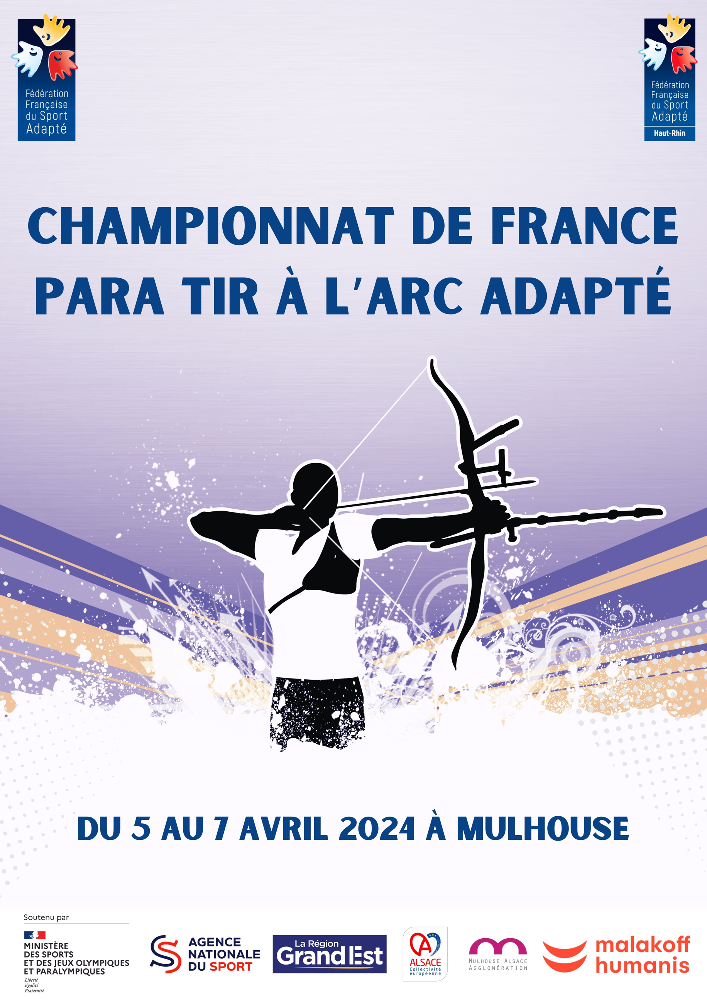 Fédération
Française
du Sport
Adapté
Fédération
Française
du Sport
Adapté
Haut-Rhin
CHAMPIONNAT DE FRANCE
PARA TIR À L'ARC ADAPTÉ
DU 5 AU 7 AVRIL 2024 À MULHOUSE
Soutenu par
MINISTÈRE
DES SPORTS
ET DES JEUX OLYMPIQUES
ET PARALYMPIQUES
Liberté
Égalité
Fraternité
AGENCE
NATIONALE
DU SPORT
La Région
Grand Est
ALSACE
Collectivité
européenne
MULHOUSE ALSACE
AGGLOMÉRATION
malakoff
humanis